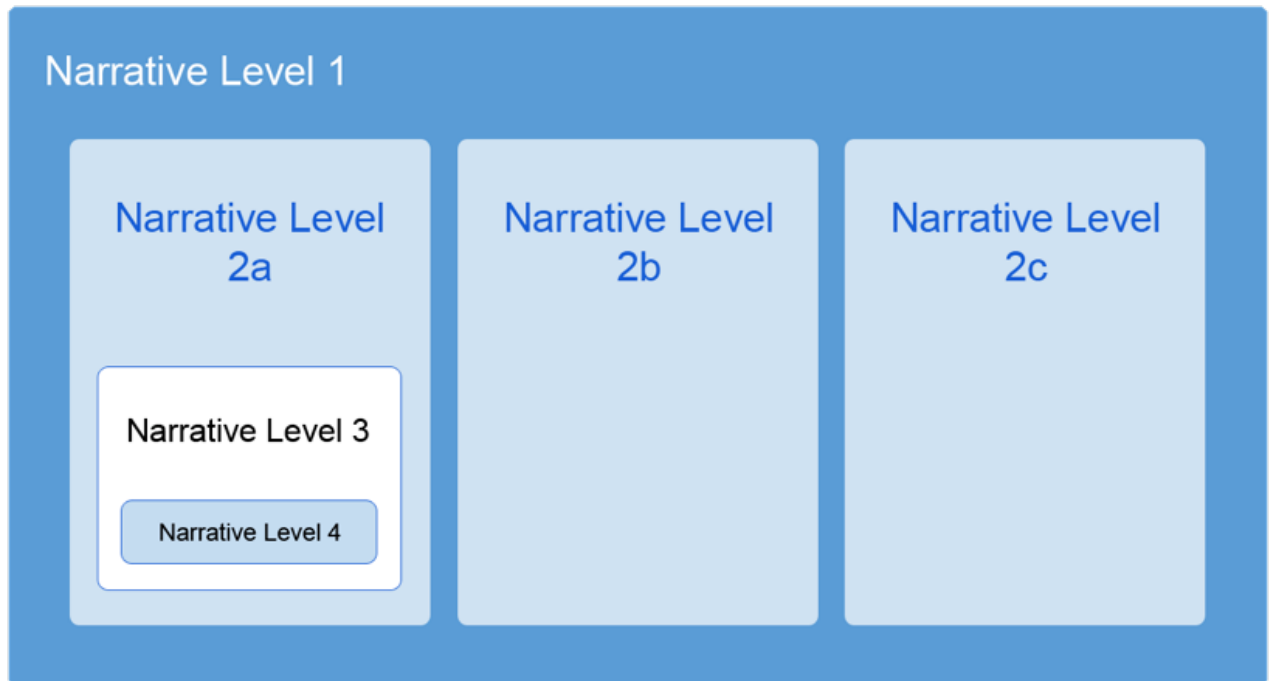 Narrative Level 1
Narrative Level
2a
Narrative Level
2b
Narrative Level
2c
Narrative Level 3
Narrative Level 4